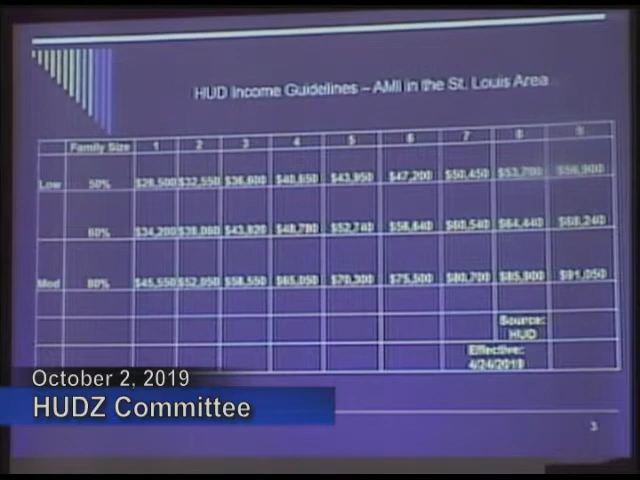 HUD Income Guidelines – AMI in the St. Louis Area
Family Size 1 2 3 4 5 6 7 8 9
Low 50% $28,500 $32,550 $36,600 $40,650 $43,950 $47,200 $50,450 $53,700 $56,900
60% $34,200 $39,060 $43,920 $48,780 $52,740 $56,640 $60,540 $64,440 $68,240
Mod 80% $45,550 $52,050 $58,550 $65,050 $70,300 $75,500 $80,700 $85,900 $91,050
Source:
HUD
Effective:
4/24/2019
October 2, 2019
HUDZ Committee
3